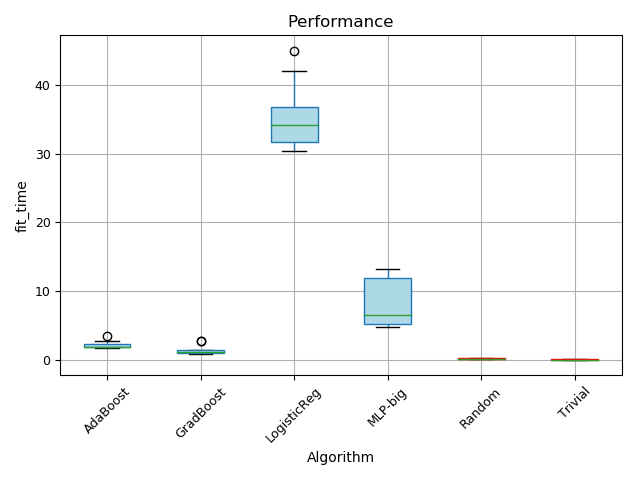 Performance
fit_time
40
30
20
10
0
AdaBoost
GradBoost
LogisticReg
MLP-big
Random
Trivial
Algorithm